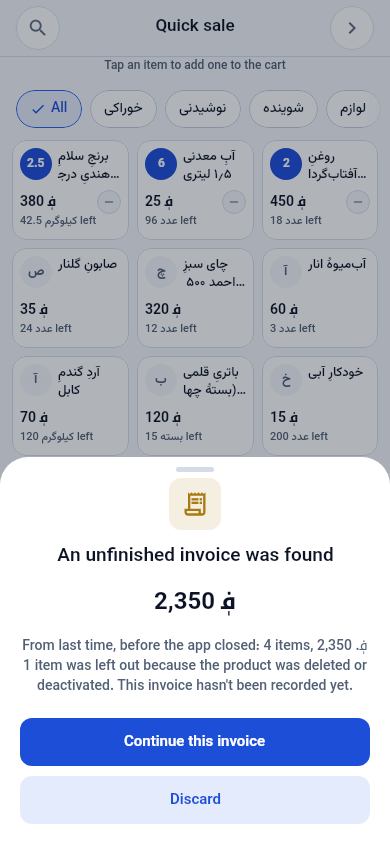 Quick sale
Tap an item to add one to the cart
All
خوراکی
نوشیدنی
شوینده
لوازم
2.5
برنجِ سلامِ
هندیِ درجـ...
380 ؋
42.5 کیلوگرم left
6
آبِ معدنی
۱٫۵ لیتری
25 ؋
96 عدد left
2
روغنِ
آفتاب‌گردا...
450 ؋
18 عدد left
ص
صابونِ گلنار
35 ؋
24 عدد left
چ
چای سبزِ
احمد ۵۰۰...
320 ؋
12 عدد left
آ
آب‌میوهٔ انار
60 ؋
3 عدد left
آ
آردِ گندمِ
کابل
70 ؋
120 کیلوگرم left
ب
باتریِ قلمی
(بستهٔ چها...
120 ؋
15 بسته left
خ
خودکارِ آبی
15 ؋
200 عدد left
An unfinished invoice was found
2,350 ؋
From last time, before the app closed: 4 items, 2,350 ؋.
1 item was left out because the product was deleted or
deactivated. This invoice hasn't been recorded yet.
Continue this invoice
Discard